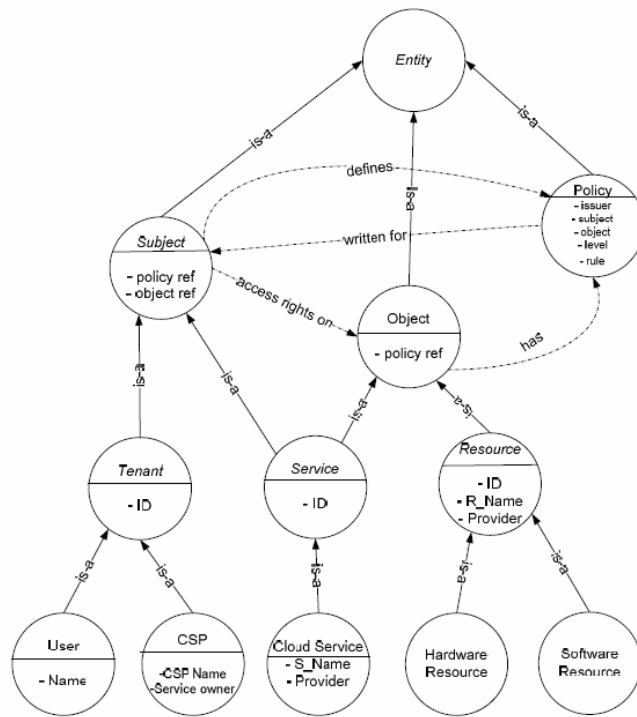 Entity
is-a
is-a
is-a
defines
Policy
- issuer
- subject
- object
- level
- rule
Subject
- policy ref
- object ref
written for
access rights on
Object
- policy ref
has
is-a
is-a
is-a
is-a
Tenant
- ID
Service
- ID
Resource
- ID
- R_Name
- Provider
is-a
is-a
is-a
is-a
is-a
User
- Name
CSP
-CSP Name
-Service owner
Cloud Service
- S_Name
- Provider
Hardware
Resource
Software
Resource